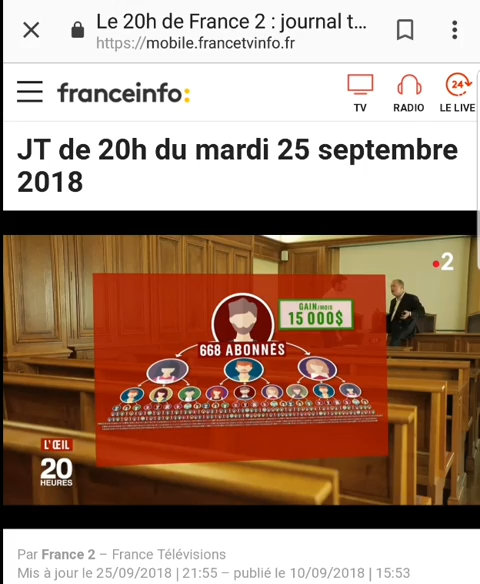 Le 20h de France 2 : journal t...
https://mobile.francetvinfo.fr
franceinfo:
24
TV
RADIO
LE LIVE
JT de 20h du mardi 25 septembre
2018
2
GAIN/MOIS
15 000$
668 ABONNÉS
L'ŒIL
20
HEURES
Par France 2 – France Télévisions
Mis à jour le 25/09/2018 | 21:55 – publié le 10/09/2018 | 15:53